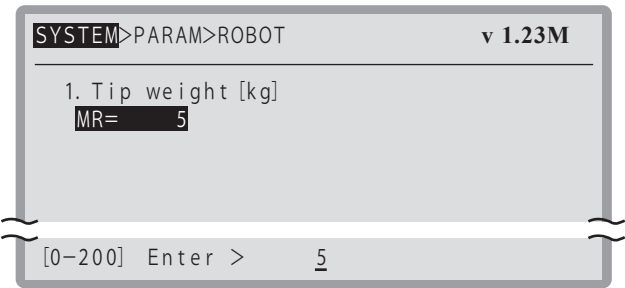 SYSTEM>PARAM>ROBOT v 1.23M
1. Tip weight[kg]
MR= 5
[0-200] Enter > 5